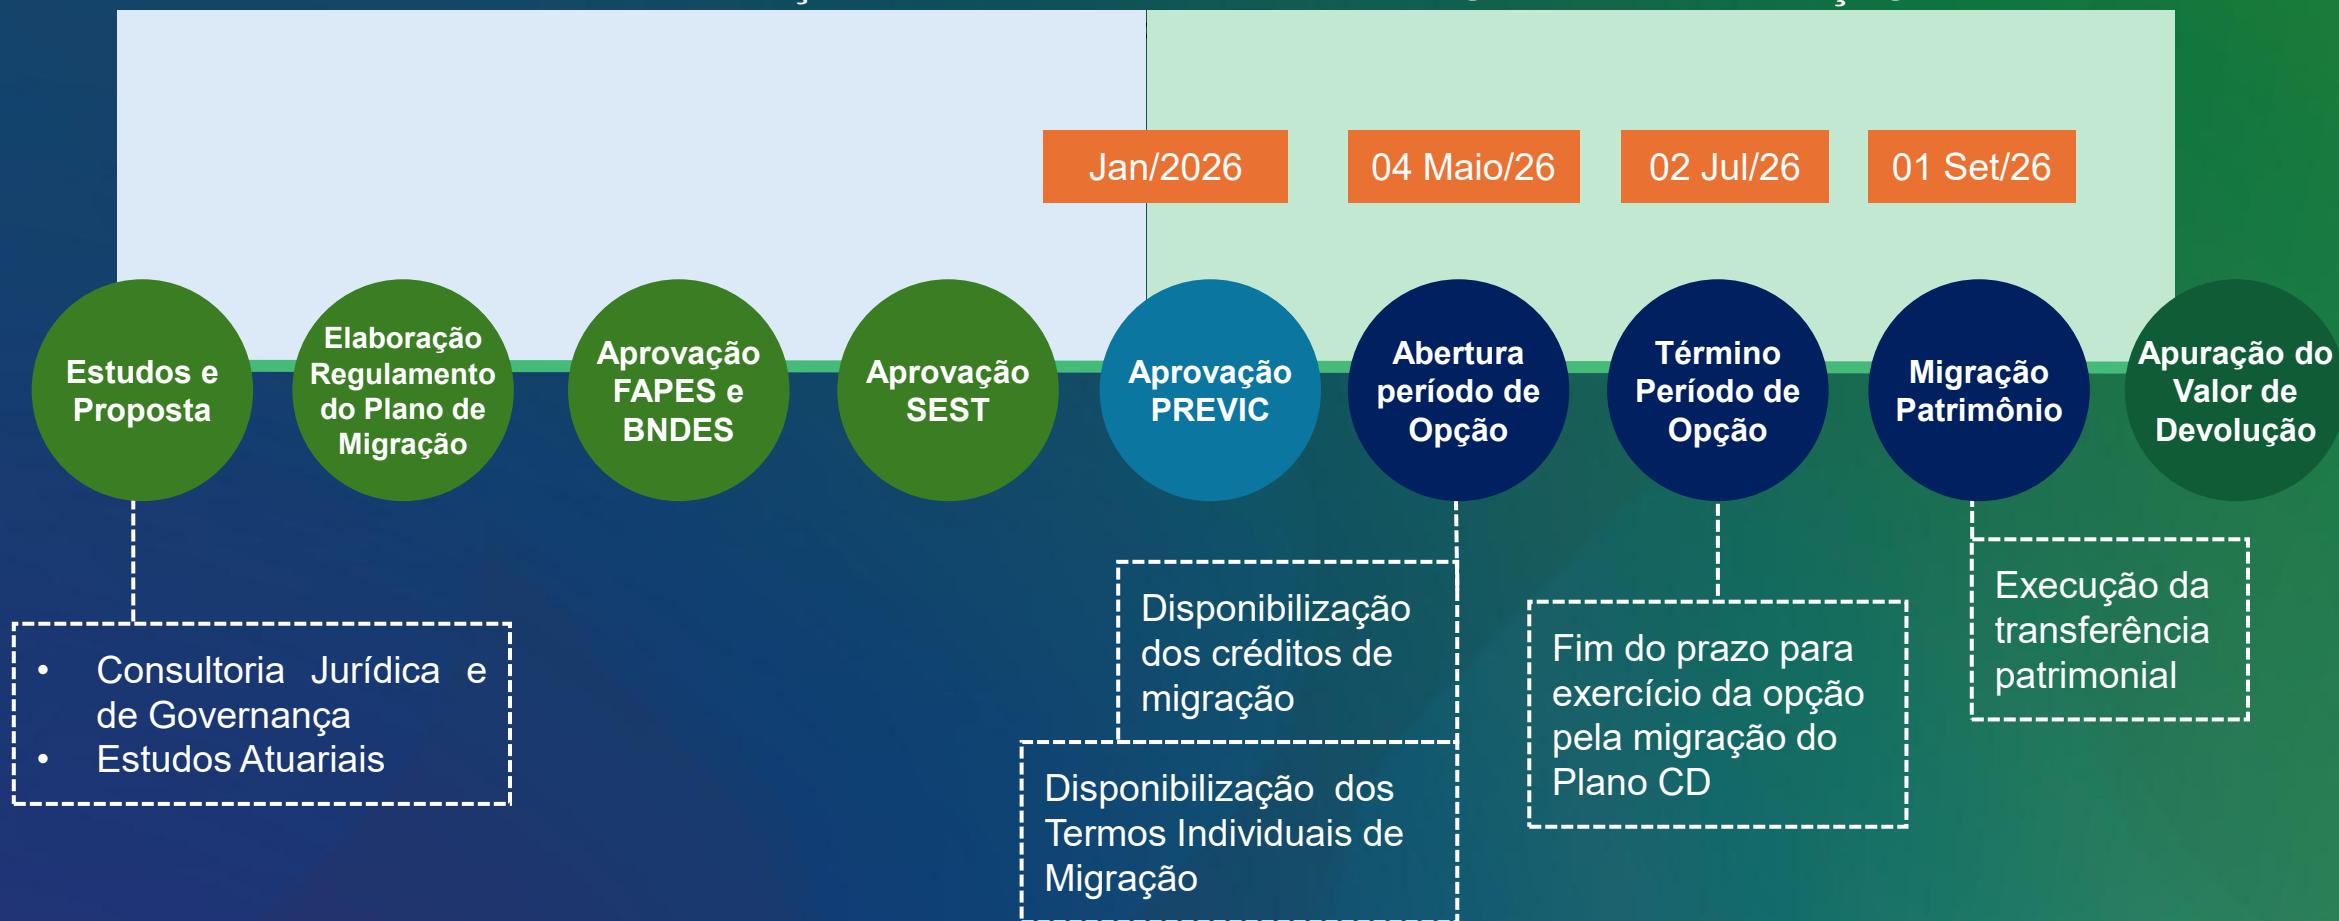 Jan/2026
04 Maio/26
02 Jul/26
01 Set/26
Estudos e
Proposta
Elaboração
Regulamento
do Plano de
Migração
Aprovação
FAPES e
BNDES
Aprovação
SEST
Aprovação
PREVIC
Abertura
período de
Opção
Término
Período de
Opção
Migração
Patrimônio
Apuração do
Valor de
Devolução
• Consultoria Jurídica e
de Governança
• Estudos Atuariais
Disponibilização
dos créditos de
migração
Disponibilização dos
Termos Individuais de
Migração
Fim do prazo para
exercício da opção
pela migração do
Plano CD
Execução da
transferência
patrimonial